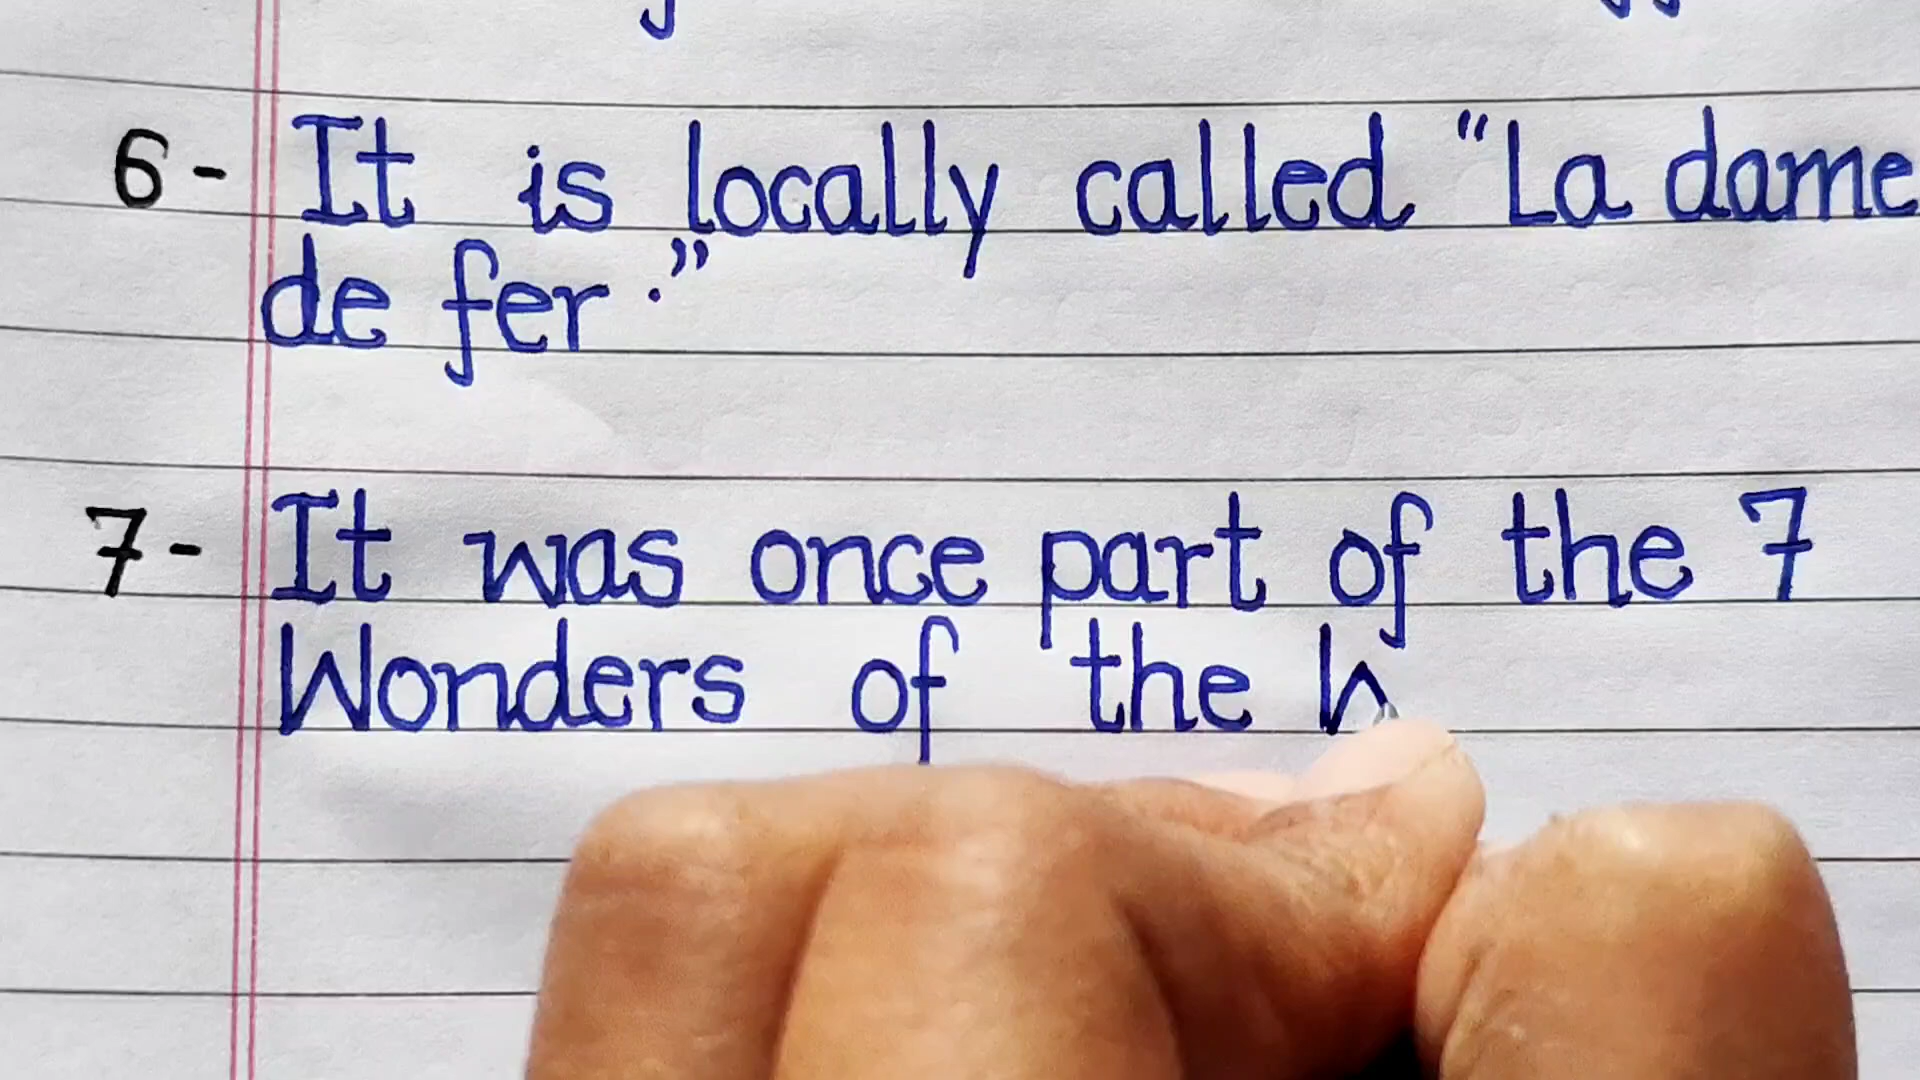 6- It is locally called "La dame
de fer."
7- It was once part of the 7
Wonders of the